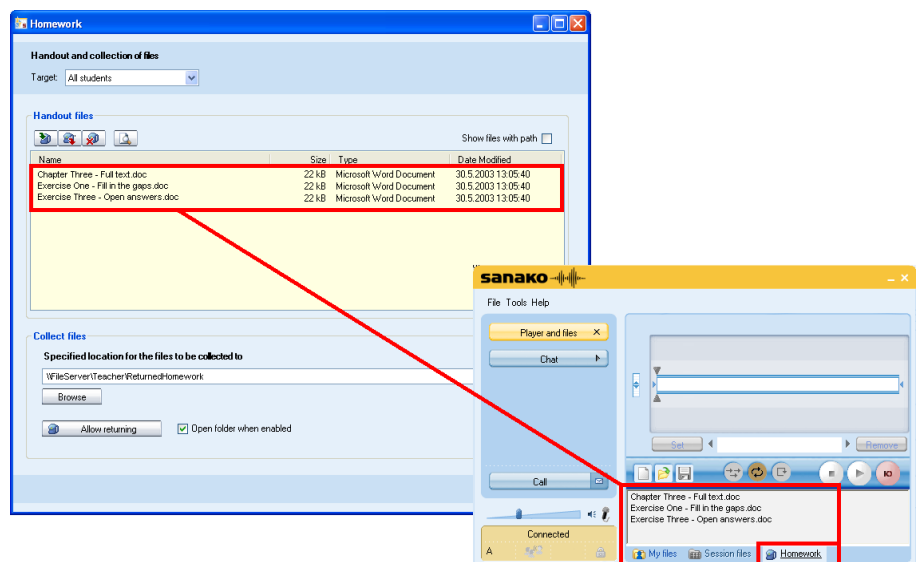 Homework
Handout and collection of files
Target: All students
Handout files
Show files with path
Name Size Type Date Modified
Chapter Three - Full text.doc 22 kB Microsoft Word Document 30.5.2003 13:05:40
Exercise One - Fill in the gaps.doc 22 kB Microsoft Word Document 30.5.2003 13:05:40
Exercise Three - Open answers.doc 22 kB Microsoft Word Document 30.5.2003 13:05:40
Collect files
Specified location for the files to be collected to
\\FileServer\Teacher\ReturnedHomework
Browse
Allow returning Open folder when enabled
sanako
File Tools Help
Player and files
Chat
Set Remove
Call
Chapter Three - Full text.doc
Exercise One - Fill in the gaps.doc
Exercise Three - Open answers.doc
Connected
A
My files Session files Homework